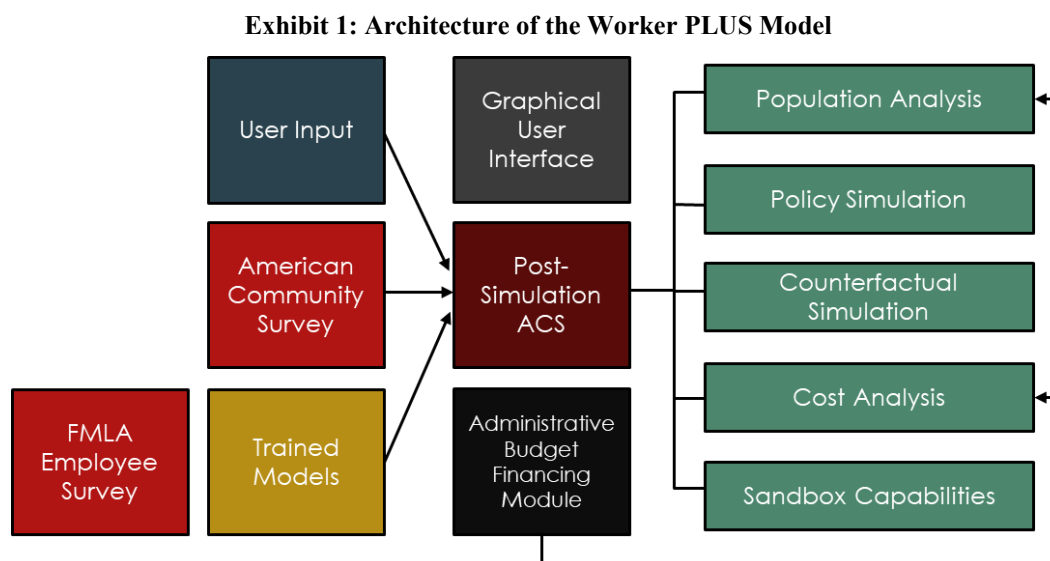 Exhibit 1: Architecture of the Worker PLUS Model
User Input
Graphical
User
Interface
Population Analysis
Policy Simulation
American
Community
Survey
Post-
Simulation
ACS
Counterfactual
Simulation
FMLA
Employee
Survey
Trained
Models
Administrative
Budget
Financing
Module
Cost Analysis
Sandbox Capabilities